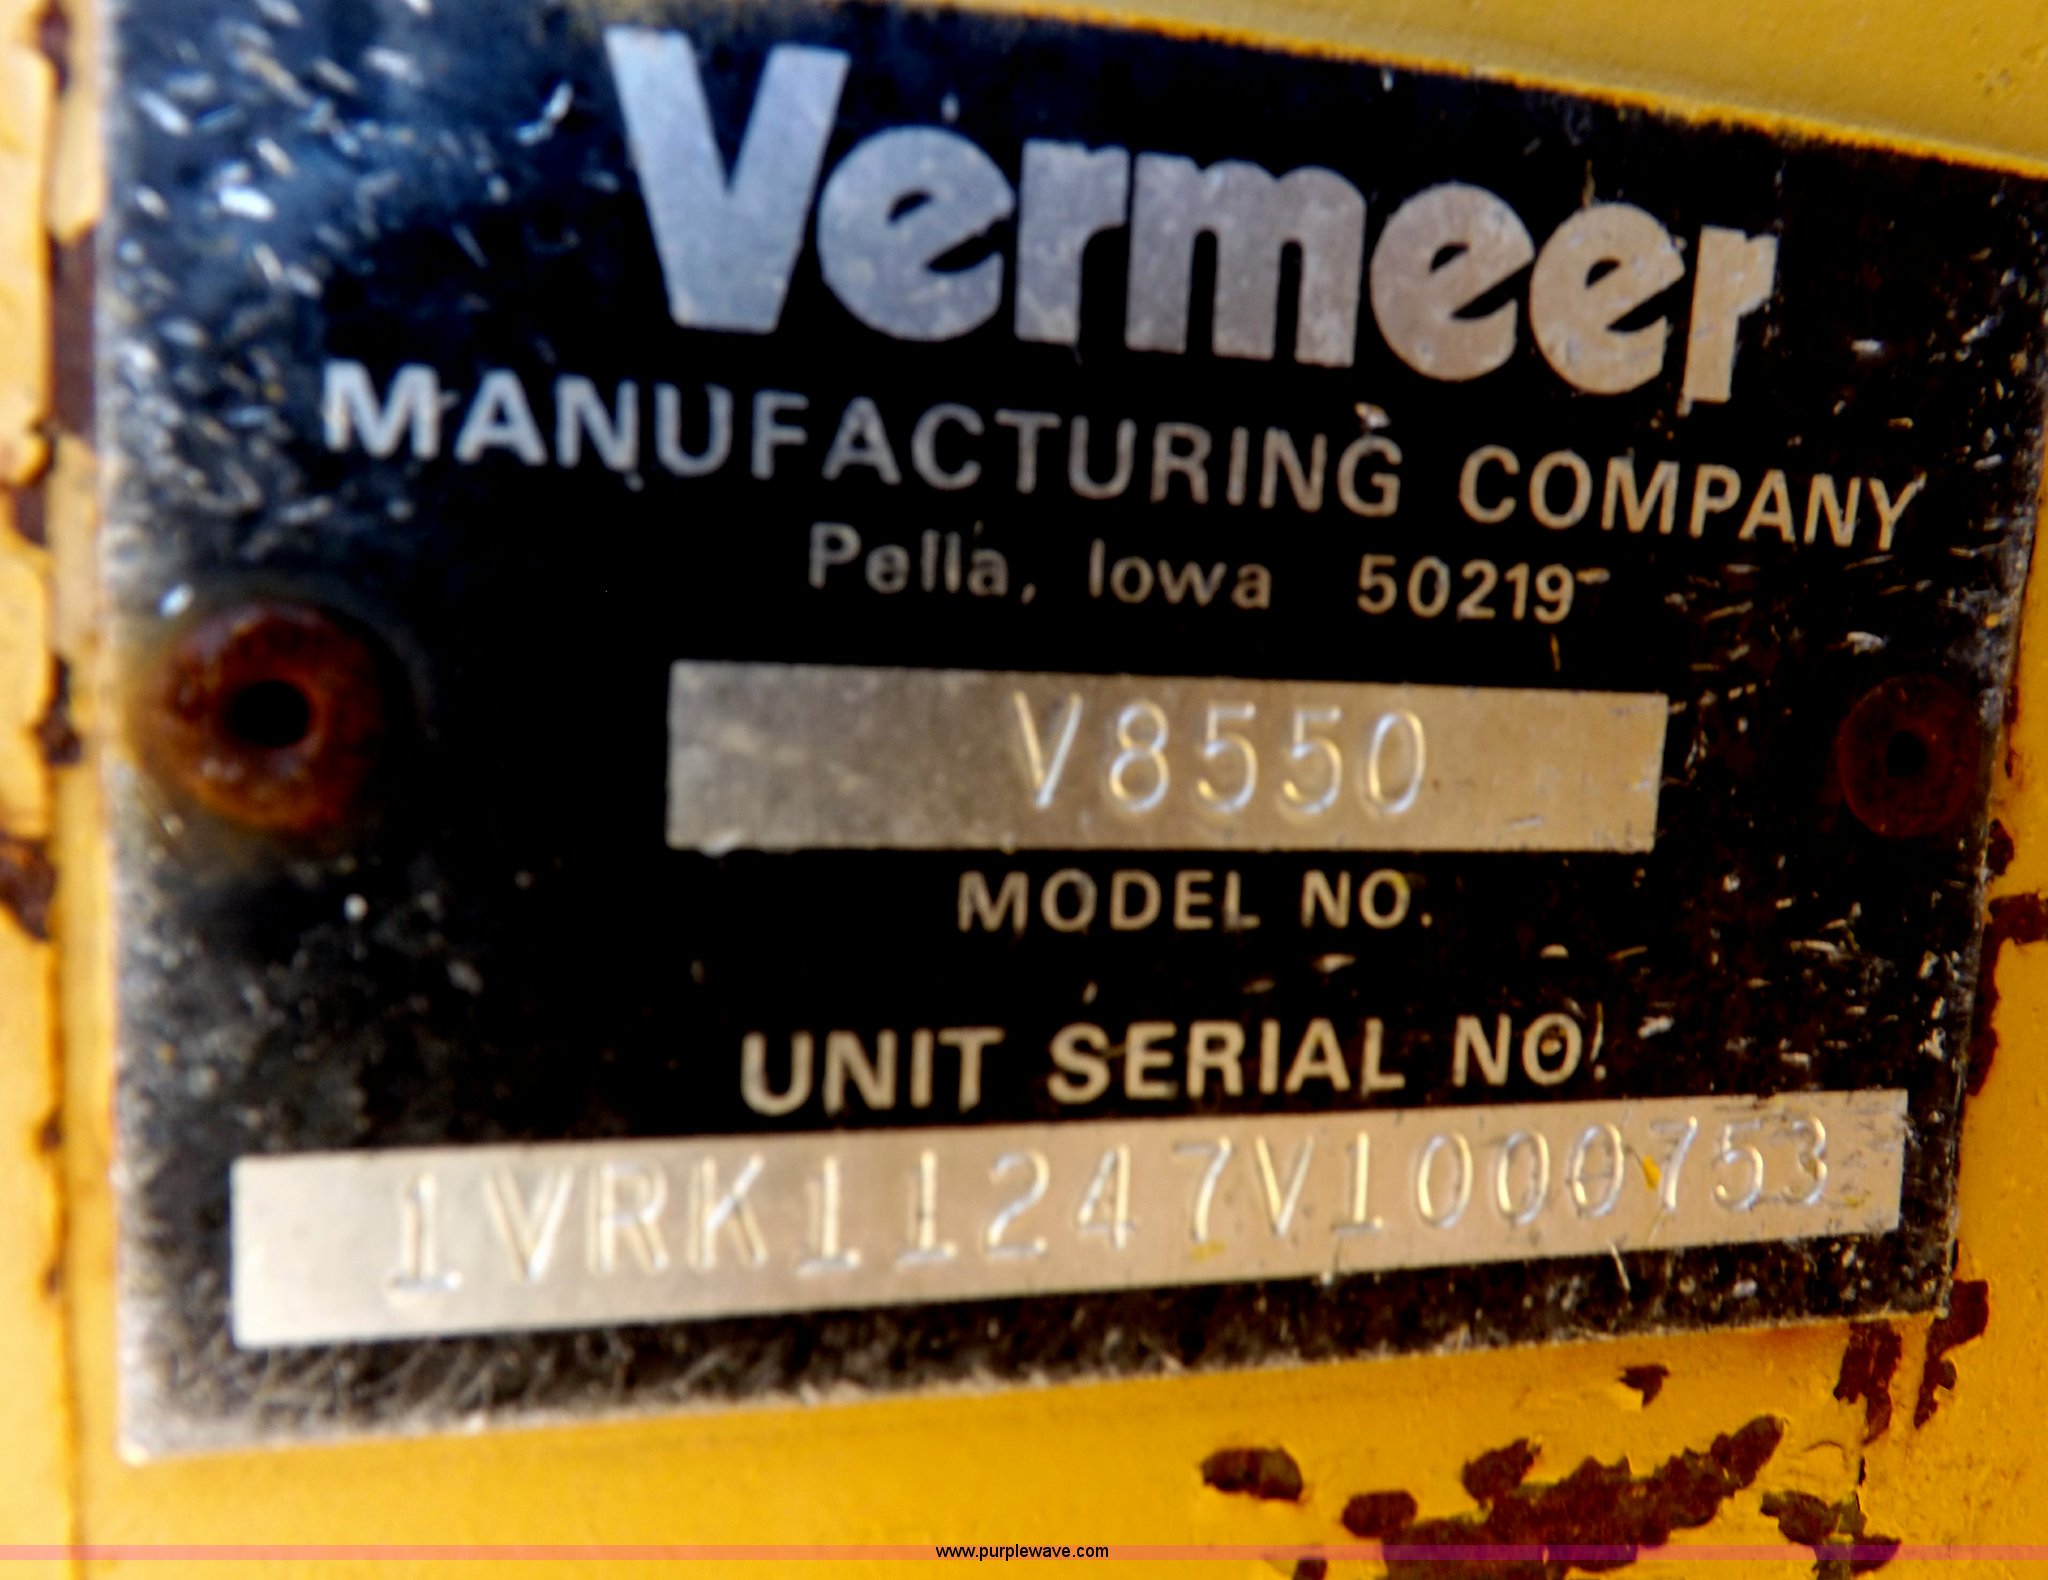 Vermeer
MANUFACTURING COMPANY
Pella, Iowa 50219
V8550
MODEL NO.
UNIT SERIAL NO.
1VRK11247V1000753
www.purplewave.com